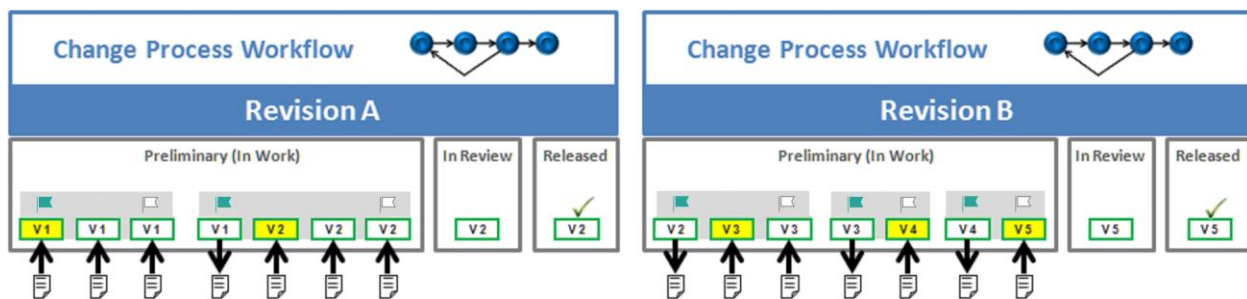 Change Process Workflow
Revision A
Preliminary (In Work)
In Review
Released
V1 V1 V1 V1 V2 V2 V2
V2
V2
Change Process Workflow
Revision B
Preliminary (In Work)
In Review
Released
V2 V3 V3 V3 V4 V4 V5
V5
V5